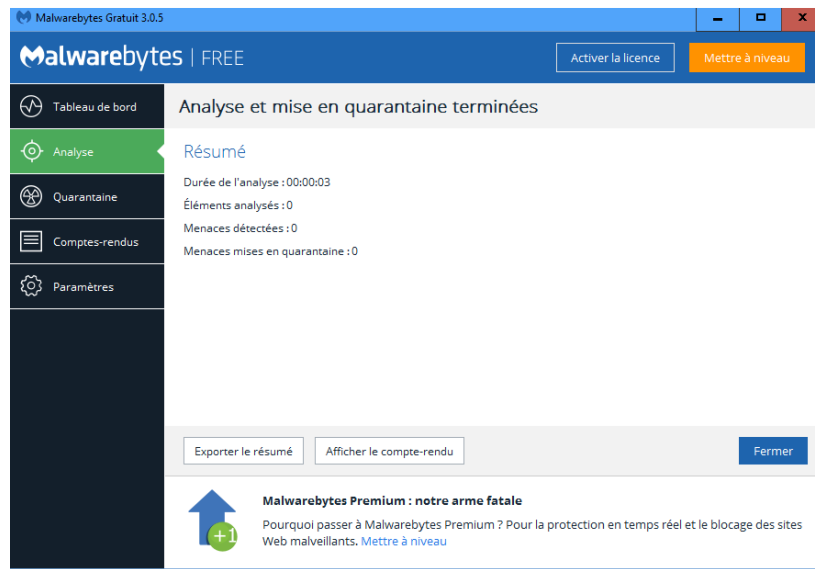 Malwarebytes Gratuit 3.0.5
Malwarebytes | FREE
Activer la licence
Mettre à niveau
Tableau de bord
Analyse
Quarantaine
Comptes-rendus
Paramètres
Analyse et mise en quarantaine terminées
Résumé
Durée de l'analyse : 00:00:03
Éléments analysés : 0
Menaces détectées : 0
Menaces mises en quarantaine : 0
Exporter le résumé
Afficher le compte-rendu
Fermer
+1
Malwarebytes Premium : notre arme fatale
Pourquoi passer à Malwarebytes Premium ? Pour la protection en temps réel et le blocage des sites
Web malveillants. Mettre à niveau